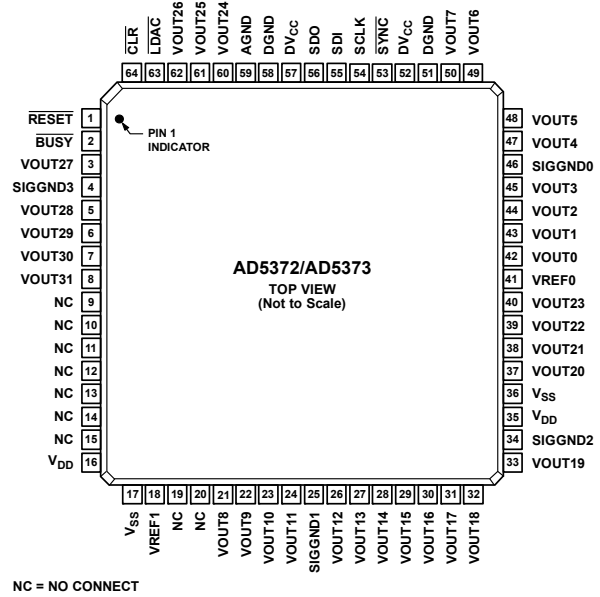 CLR
LDAC
VOUT26
VOUT25
VOUT24
AGND
DGND
DVCC
SDO
SDI
SCLK
SYNC
DVCC
DGND
VOUT7
VOUT6
64 63 62 61 60 59 58 57 56 55 54 53 52 51 50 49
RESET 1
BUSY 2
VOUT27 3
SIGGND3 4
VOUT28 5
VOUT29 6
VOUT30 7
VOUT31 8
NC 9
NC 10
NC 11
NC 12
NC 13
NC 14
NC 15
VDD 16
PIN 1
INDICATOR
AD5372/AD5373
TOP VIEW
(Not to Scale)
48 VOUT5
47 VOUT4
46 SIGGND0
45 VOUT3
44 VOUT2
43 VOUT1
42 VOUT0
41 VREF0
40 VOUT23
39 VOUT22
38 VOUT21
37 VOUT20
36 VSS
35 VDD
34 SIGGND2
33 VOUT19
17 18 19 20 21 22 23 24 25 26 27 28 29 30 31 32
VSS
VREF1
NC
NC
VOUT8
VOUT9
VOUT10
VOUT11
SIGGND1
VOUT12
VOUT13
VOUT14
VOUT15
VOUT16
VOUT17
VOUT18
NC = NO CONNECT